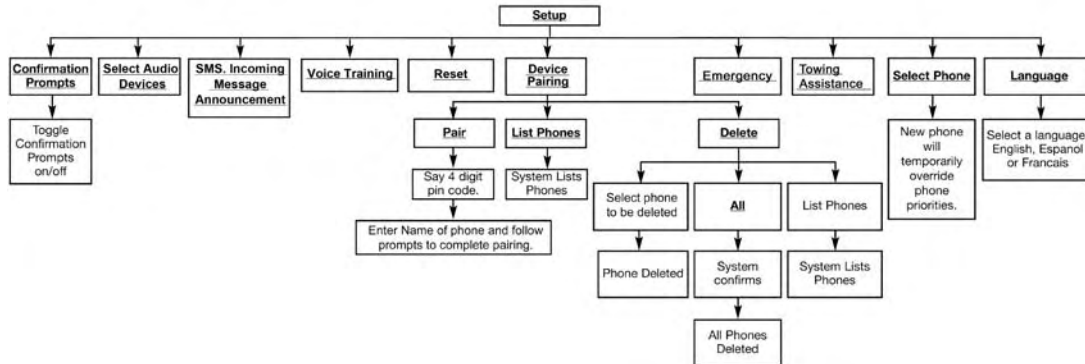 Setup
Confirmation
Prompts
Select Audio
Devices
SMS. Incoming
Message
Announcement
Voice Training
Reset
Device
Pairing
Emergency
Towing
Assistance
Select Phone
Language
Toggle
Confirmation
Prompts
on/off
Pair
List Phones
Delete
New phone
will
temporarily
override
phone
priorities.
Select a language
English, Espanol
or Francais
Say 4 digit
pin code.
System Lists
Phones
Select phone
to be deleted
All
List Phones
Enter Name of phone and follow
prompts to complete pairing.
Phone Deleted
System
confirms
System Lists
Phones
All Phones
Deleted